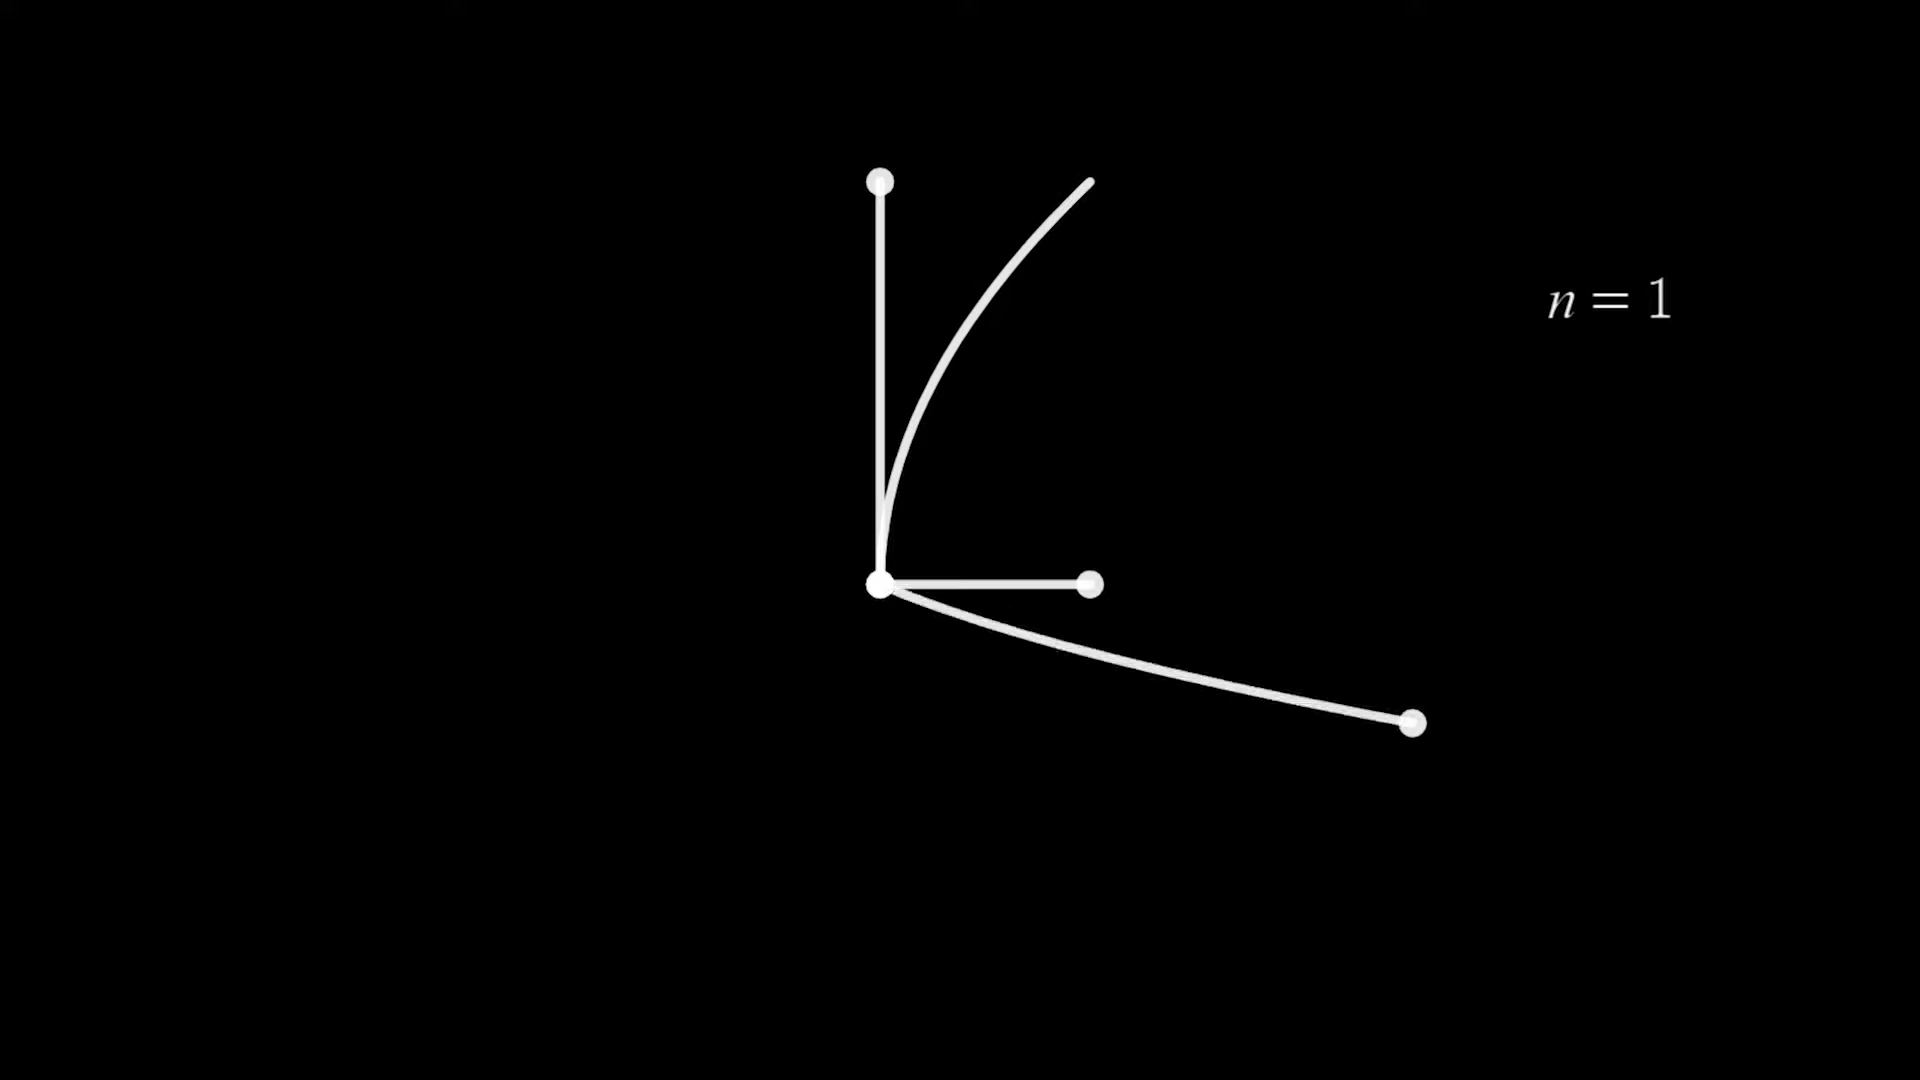 n = 1